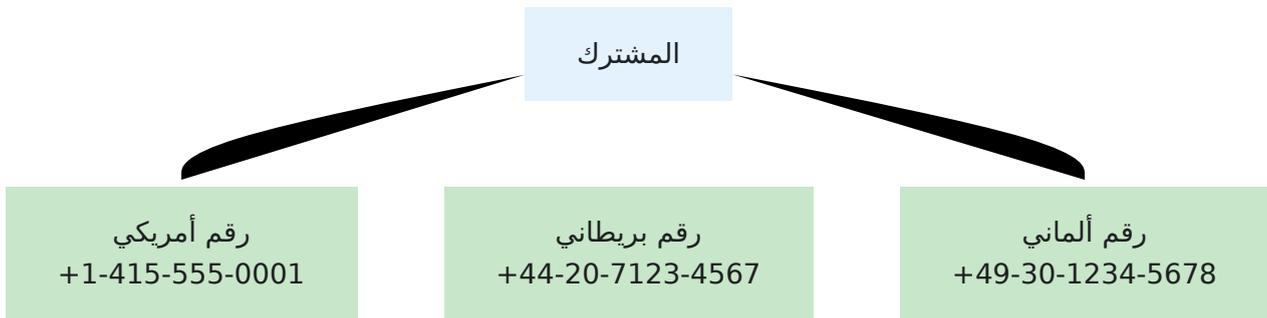 المشترك
رقم أمريكي
+1-415-555-0001
رقم بريطاني
+44-20-7123-4567
رقم ألماني
+49-30-1234-5678